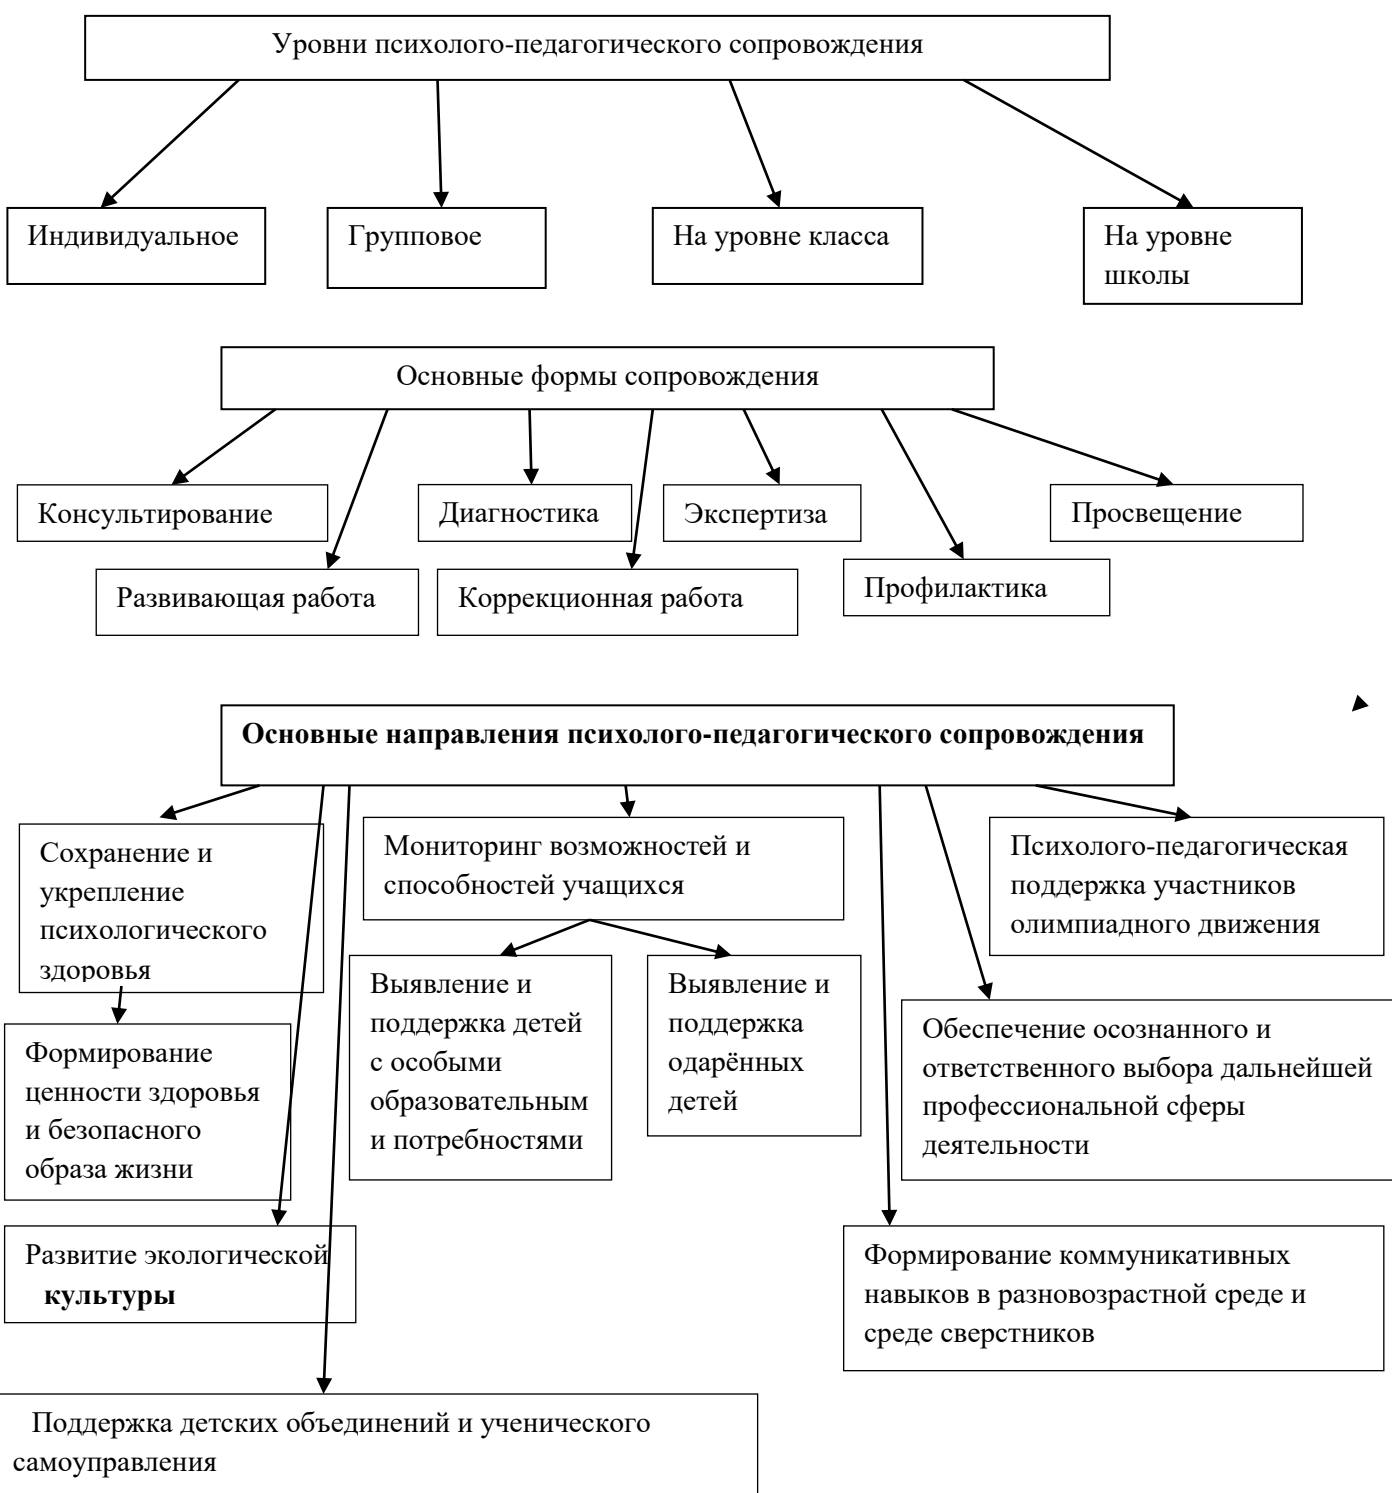 Уровни психолого-педагогического сопровождения
Индивидуальное
Групповое
На уровне класса
На уровне
школы
Основные формы сопровождения
Консультирование
Диагностика
Экспертиза
Просвещение
Развивающая работа
Коррекционная работа
Профилактика
Основные направления психолого-педагогического сопровождения
Сохранение и
укрепление
психологического
здоровья
Мониторинг возможностей и
способностей учащихся
Психолого-педагогическая
поддержка участников
олимпиадного движения
Выявление и
поддержка детей
с особыми
образовательным
и потребностями
Выявление и
поддержка
одарённых
детей
Обеспечение осознанного и
ответственного выбора дальнейшей
профессиональной сферы
деятельности
Формирование
ценности здоровья
и безопасного
образа жизни
Развитие экологической
культуры
Формирование коммуникативных
навыков в разновозрастной среде и
среде сверстников
Поддержка детских объединений и ученического
самоуправления